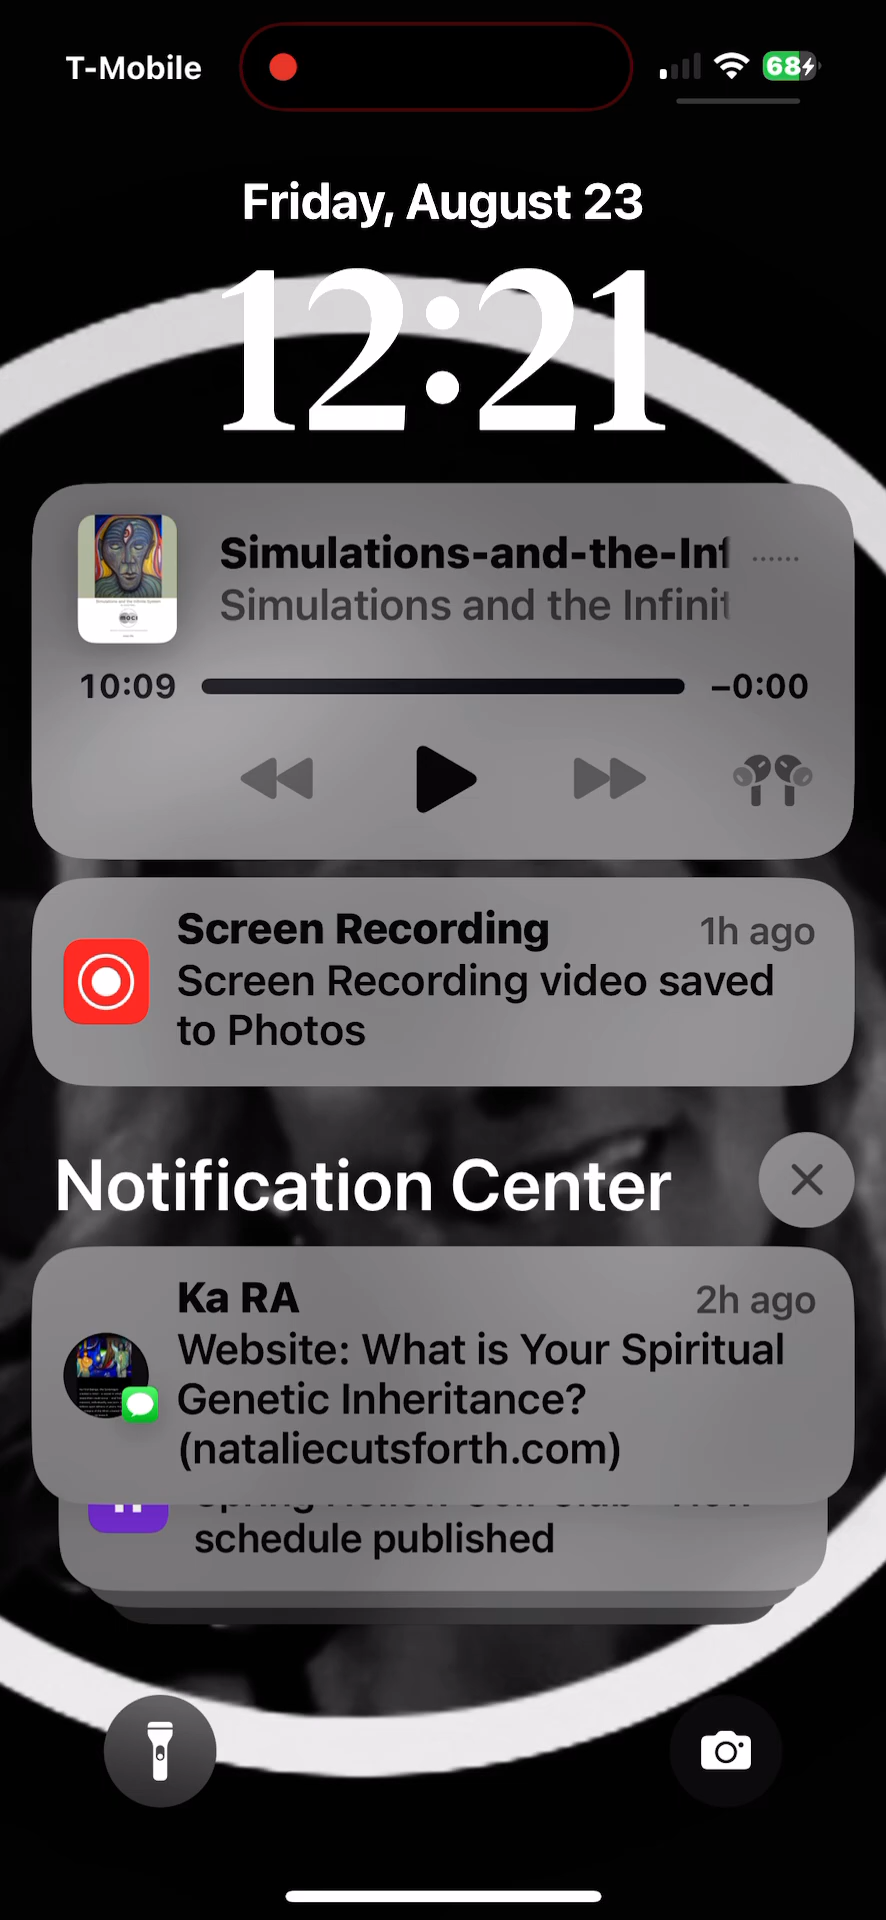 T-Mobile
68
Friday, August 23
12:21
Simulations-and-the-Inf
Simulations and the Infinit
10:09
−0:00
Screen Recording
1h ago
Screen Recording video saved
to Photos
Notification Center
Ka RA
2h ago
Website: What is Your Spiritual
Genetic Inheritance?
(nataliecutsforth.com)
schedule published